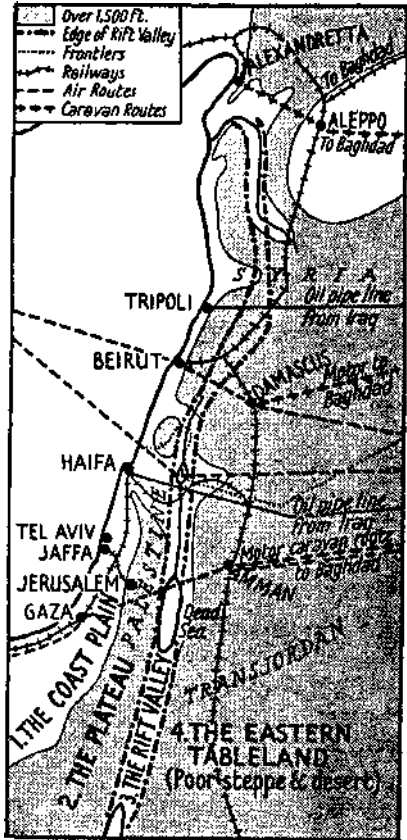 Over 1,500 ft.
Edge of Rift Valley
Frontiers
Railways
Air Routes
Caravan Routes
ALEXANDRETTA
To Baghdad
ALEPPO
To Baghdad
SYRIA
TRIPOLI
Oil pipe line
From Iraq
BEIRUT
DAMASCUS
Motor to
Baghdad
HAIFA
Oil pipe line
from Iraq
TEL AVIV
JAFFA
Motor caravan route
to Baghdad
JERUSALEM
AMMAN
GAZA
PALESTINE
Dead
Sea
TRANSJORDAN
1. THE COAST PLAIN
2. THE PLATEAU
3. THE RIFT VALLEY
4. THE EASTERN
TABLELAND
(Poor steppe & desert)